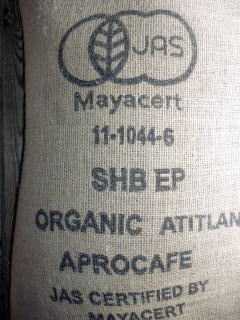 JAS
Mayacert
11-1044-6
SHB EP
ORGANIC ATITLAN
APROCAFE
JAS CERTIFIED BY
MAYACERT